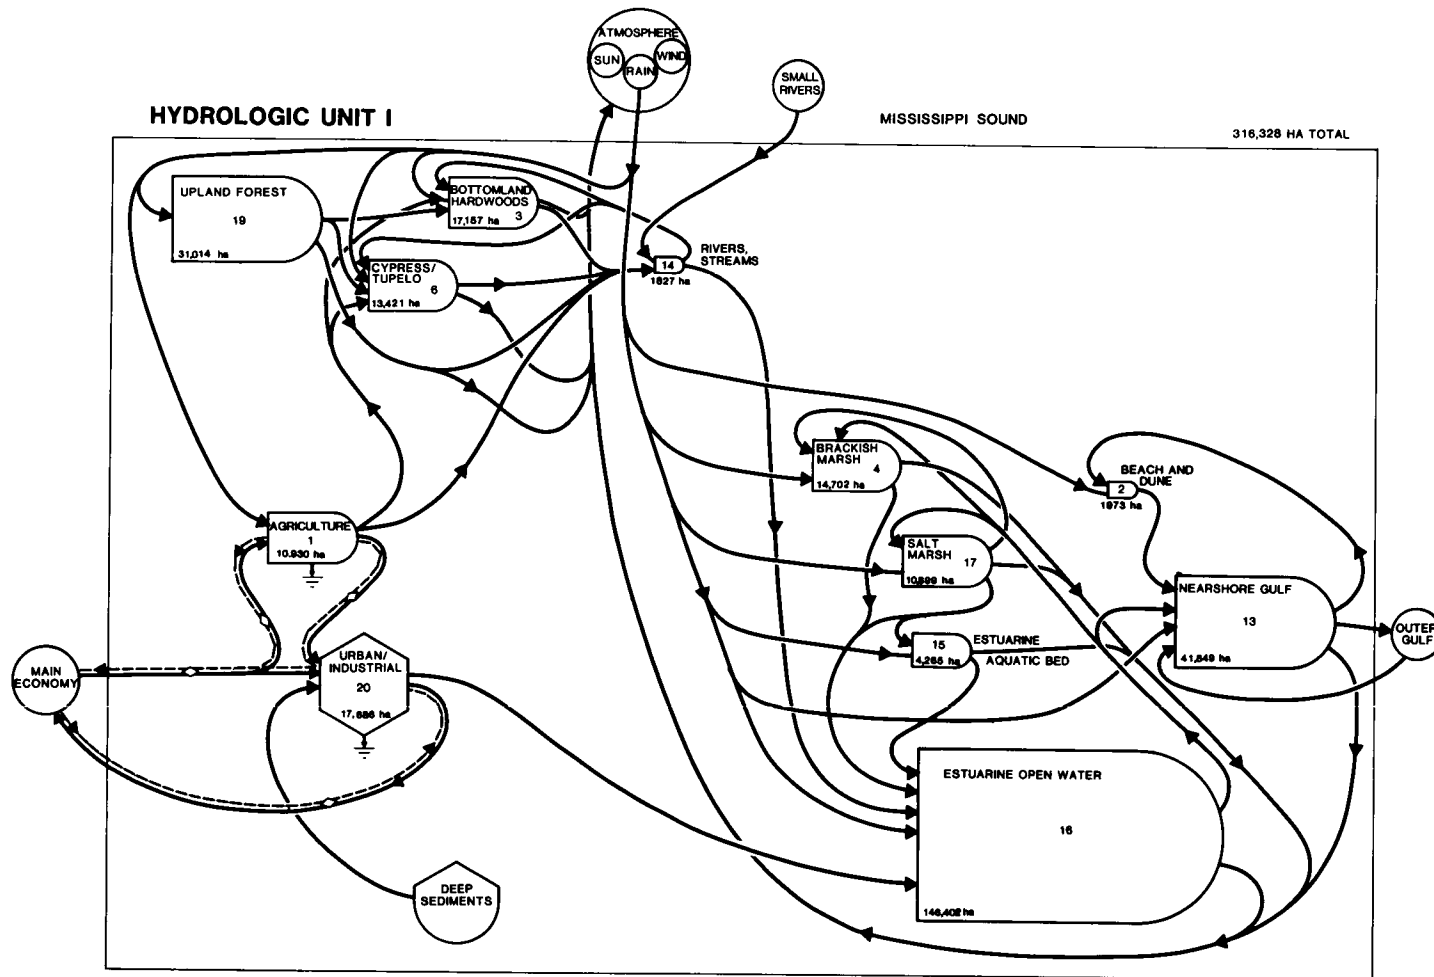 ATMOSPHERE
SUN
WIND
RAIN
SMALL
RIVERS
HYDROLOGIC UNIT I
MISSISSIPPI SOUND
316,328 HA TOTAL
UPLAND FOREST
19
31,014 ha
BOTTOMLAND
HARDWOODS
17,157 ha 3
CYPRESS/
TUPELO
6
13,421 ha
RIVERS,
STREAMS
14
1827 ha
BRACKISH
MARSH
4
14,702 ha
BEACH AND
DUNE
2
1973 ha
AGRICULTURE
1
10,930 ha
SALT
MARSH
17
10,899 ha
NEARSHORE GULF
13
41,849 ha
OUTER
GULF
15
ESTUARINE
AQUATIC BED
4,265 ha
MAIN
ECONOMY
URBAN/
INDUSTRIAL
20
17,686 ha
ESTUARINE OPEN WATER
16
146,402 ha
DEEP
SEDIMENTS